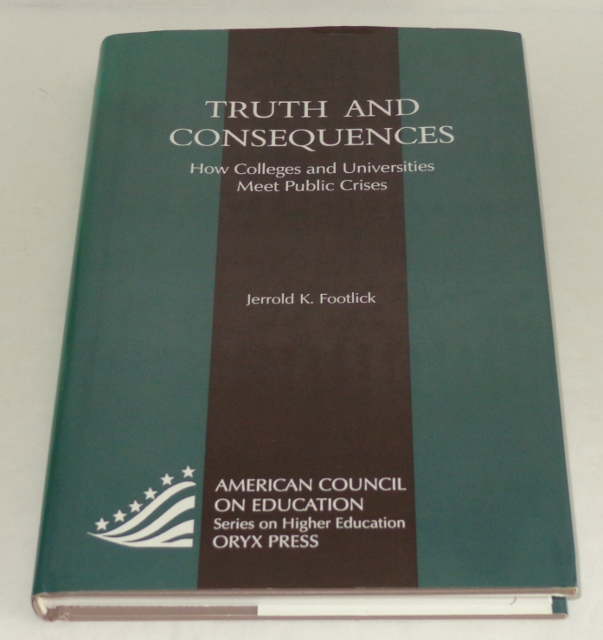 TRUTH AND
CONSEQUENCES
How Colleges and Universities
Meet Public Crises
Jerrold K. Footlick
AMERICAN COUNCIL
ON EDUCATION
Series on Higher Education
ORYX PRESS